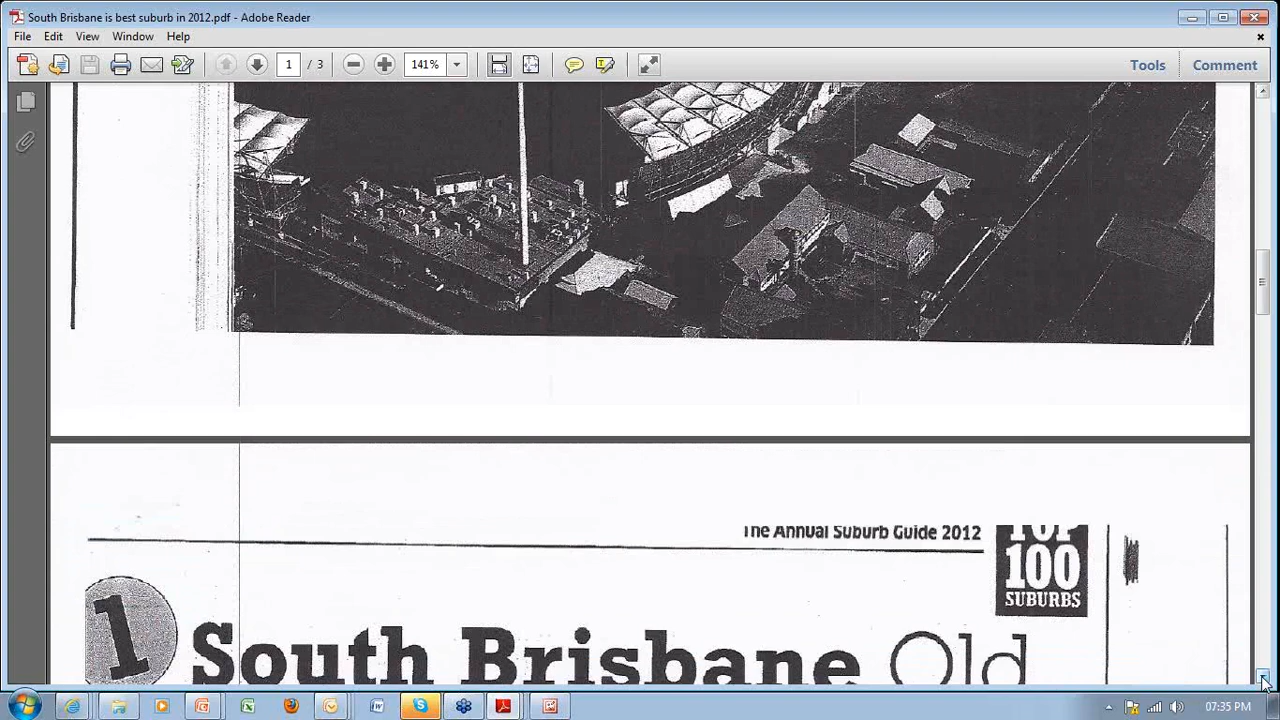 South Brisbane is best suburb in 2012.pdf - Adobe Reader
File Edit View Window Help
1 / 3 141% Tools Comment
The Annual Suburb Guide 2012
TOP
100
SUBURBS
1 South Brisbane Qld
07:35 PM